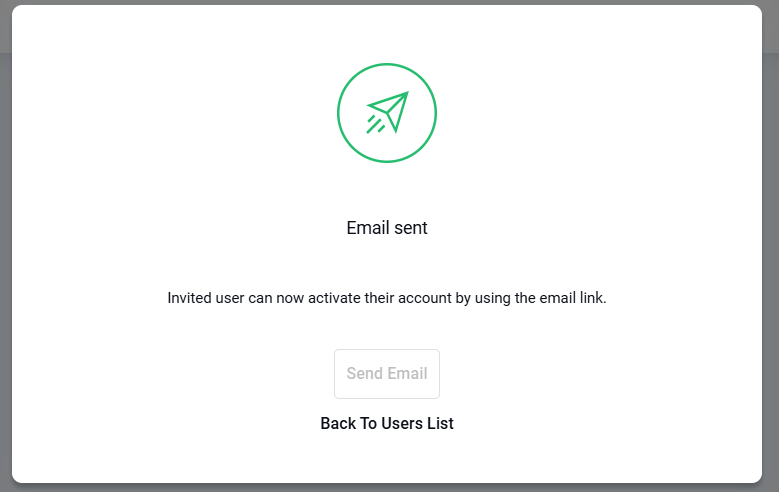 Email sent
Invited user can now activate their account by using the email link.
Send Email
Back To Users List